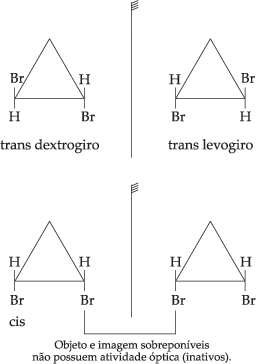 Br H H Br
H Br Br H
trans dextrogiro trans levogiro
H H H H
Br Br Br Br
cis
Objeto e imagem sobreponíveis
não possuem atividade óptica (inativos).